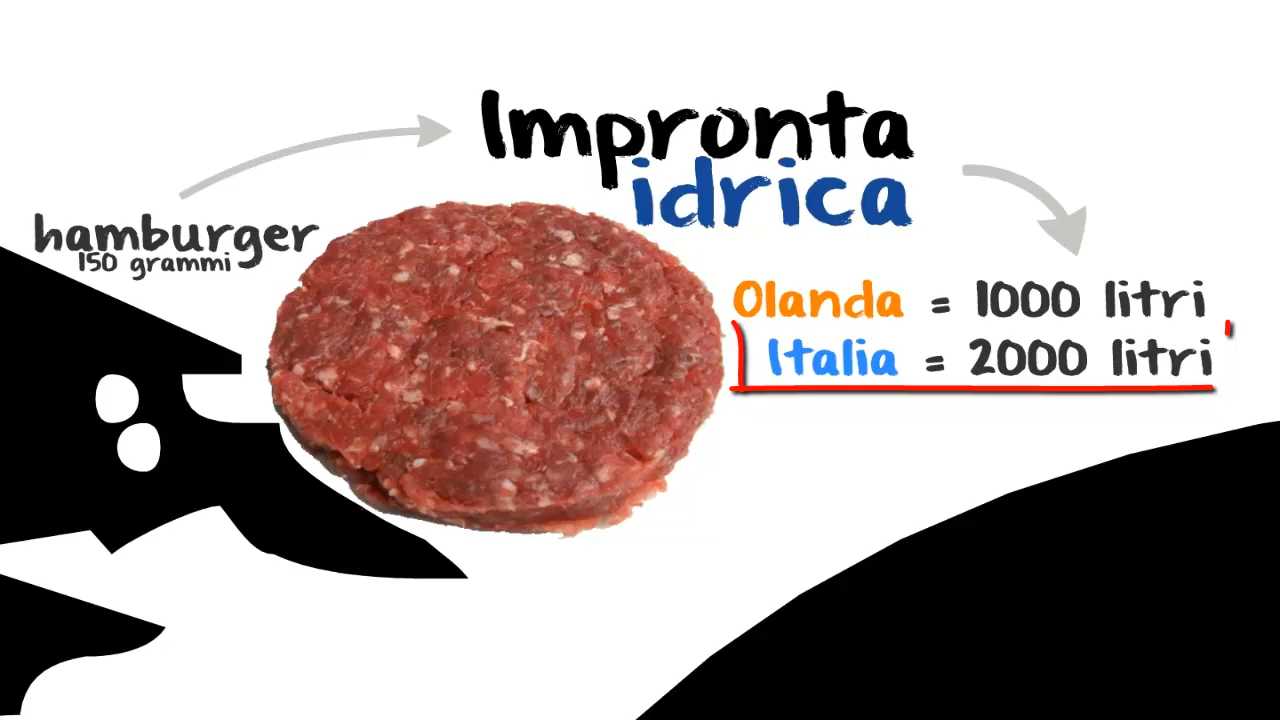 Impronta
idrica
hamburger
150 grammi
Olanda = 1000 litri
Italia = 2000 litri